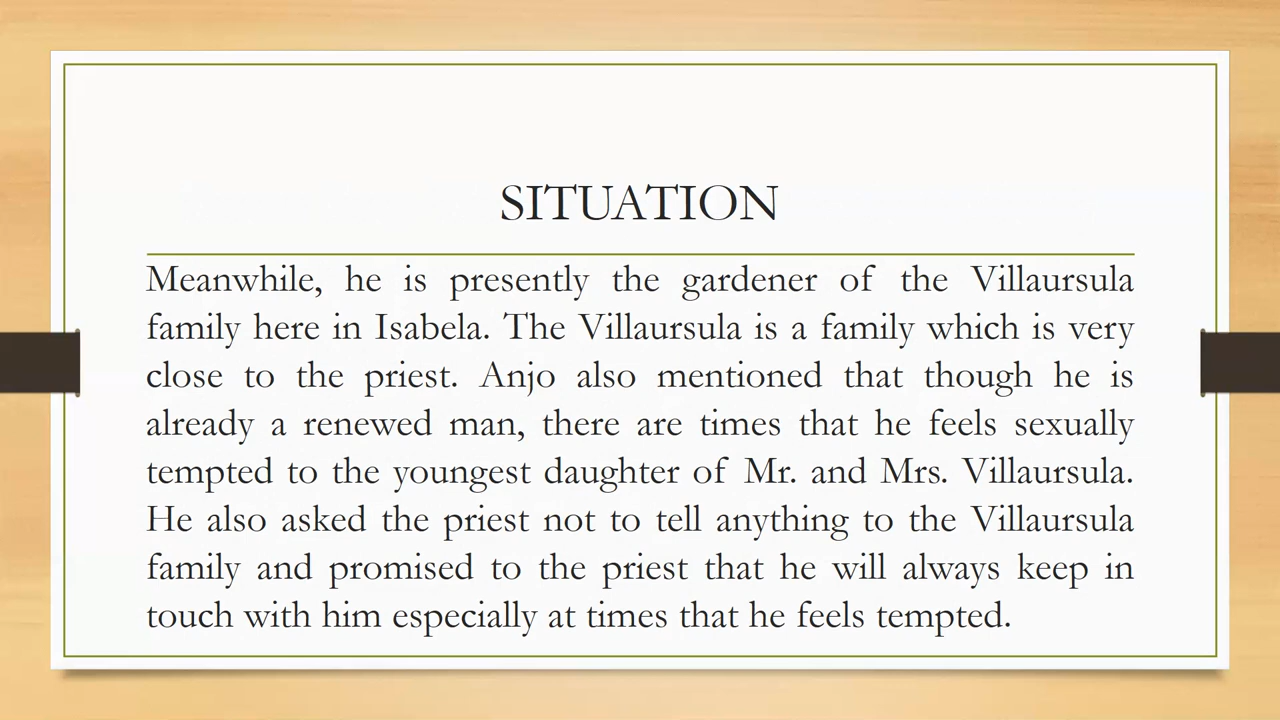 SITUATION
Meanwhile, he is presently the gardener of the Villaursula
family here in Isabela. The Villaursula is a family which is very
close to the priest. Anjo also mentioned that though he is
already a renewed man, there are times that he feels sexually
tempted to the youngest daughter of Mr. and Mrs. Villaursula.
He also asked the priest not to tell anything to the Villaursula
family and promised to the priest that he will always keep in
touch with him especially at times that he feels tempted.